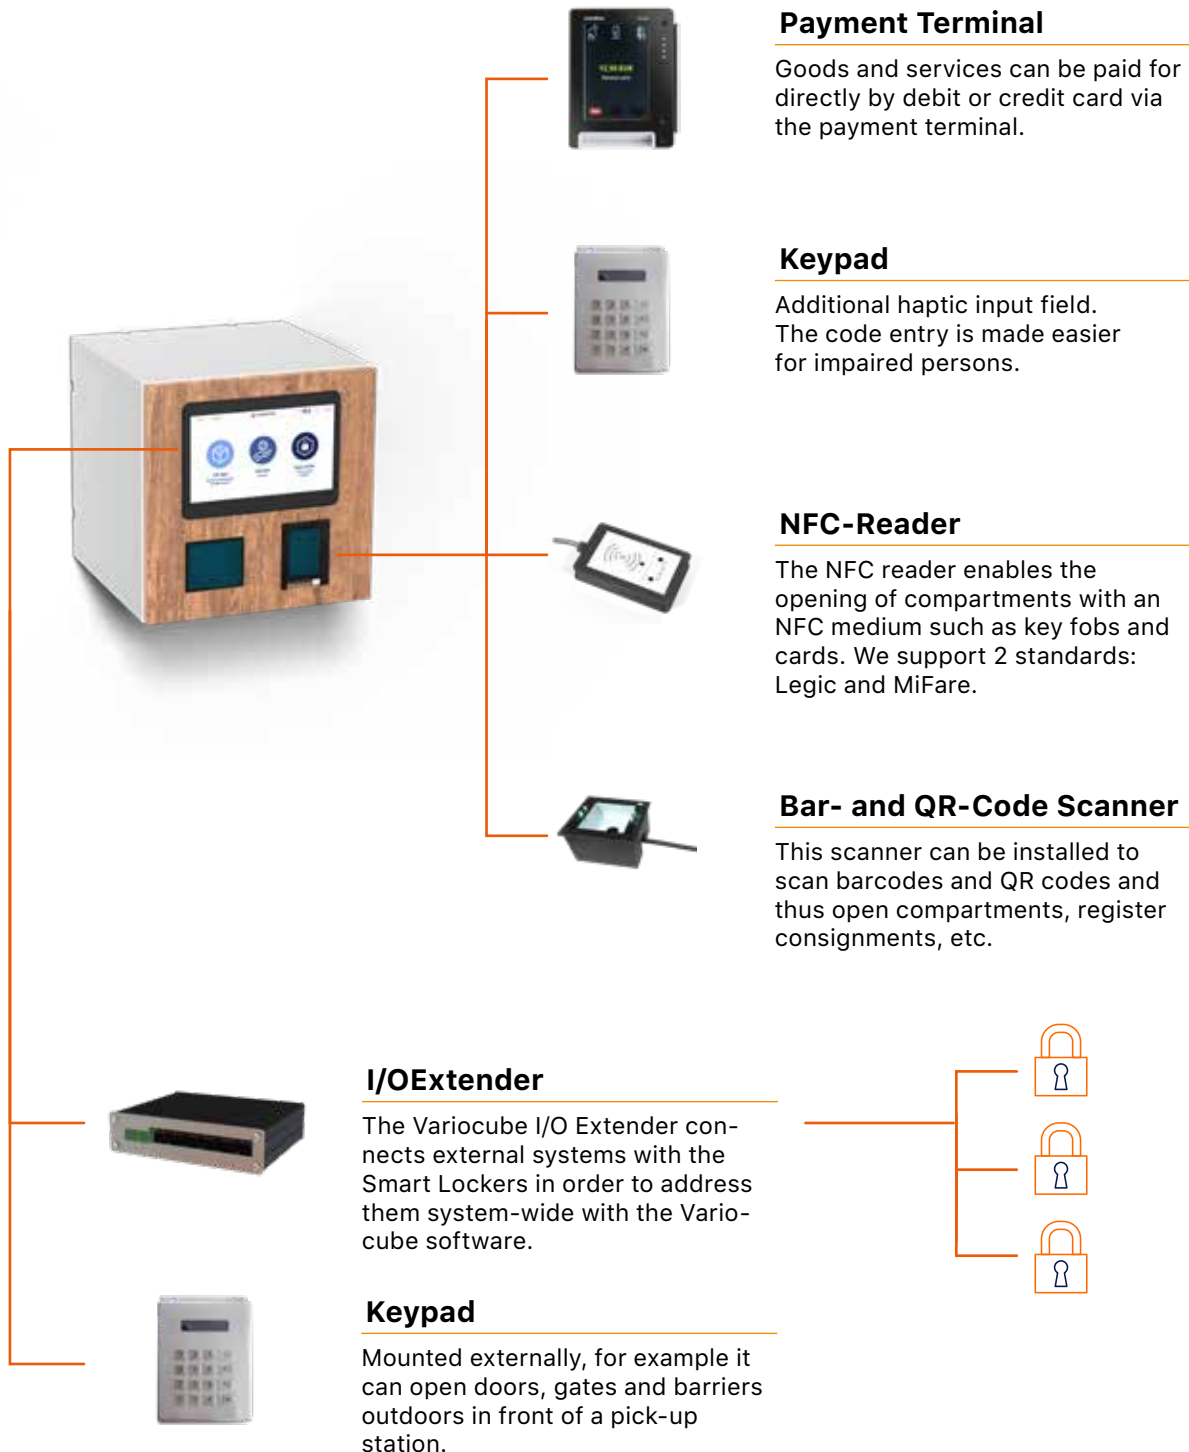 Payment Terminal
Goods and services can be paid for
directly by debit or credit card via
the payment terminal.
Keypad
Additional haptic input field.
The code entry is made easier
for impaired persons.
NFC-Reader
The NFC reader enables the
opening of compartments with an
NFC medium such as key fobs and
cards. We support 2 standards:
Legic and MiFare.
Bar- and QR-Code Scanner
This scanner can be installed to
scan barcodes and QR codes and
thus open compartments, register
consignments, etc.
I/OExtender
The Variocube I/O Extender con-
nects external systems with the
Smart Lockers in order to address
them system-wide with the Vario-
cube software.
Keypad
Mounted externally, for example it
can open doors, gates and barriers
outdoors in front of a pick-up
station.